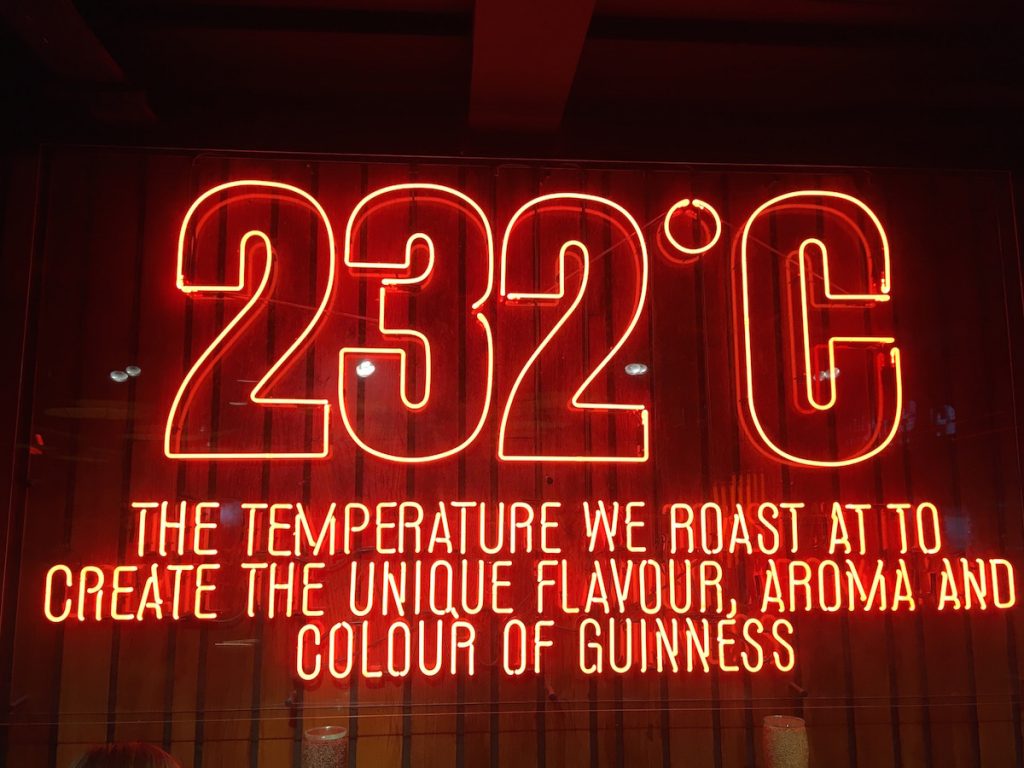 232°C
THE TEMPERATURE WE ROAST AT TO
CREATE THE UNIQUE FLAVOUR, AROMA AND
COLOUR OF GUINNESS